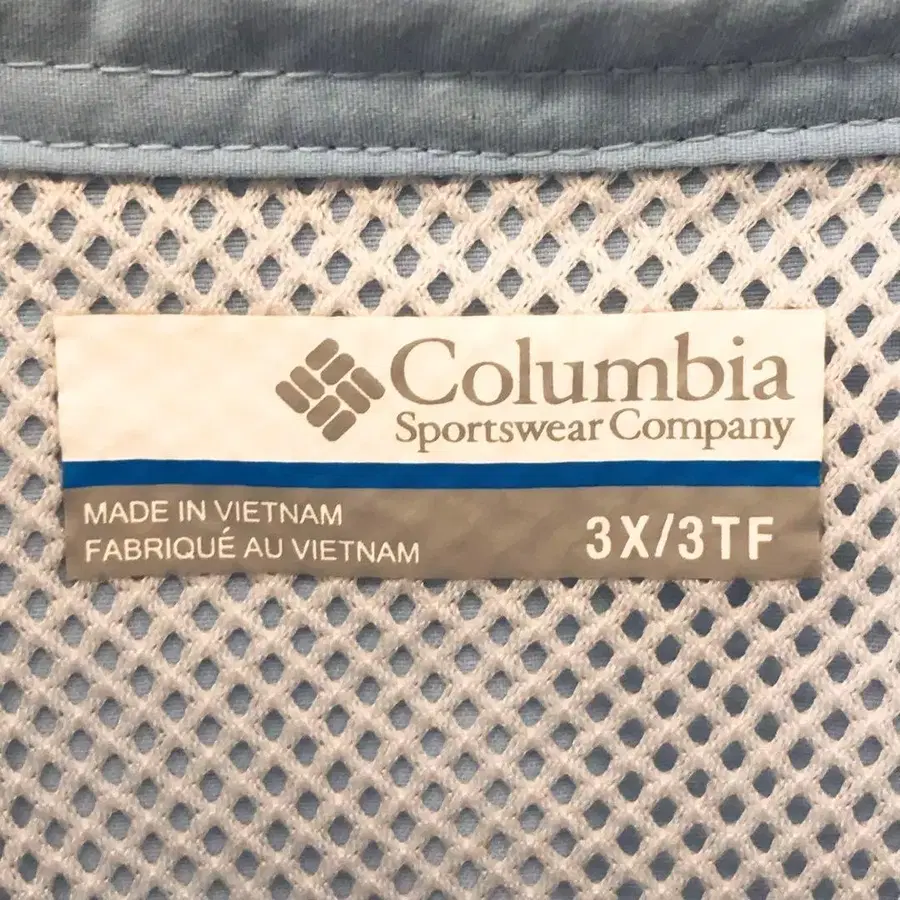 Columbia
Sportswear Company
MADE IN VIETNAM
FABRIQUÉ AU VIETNAM
3X/3TF